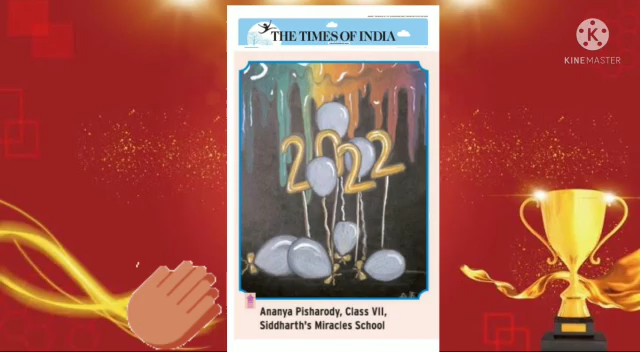 THE TIMES OF INDIA
KINEMASTER
2022
Ananya Pisharody, Class VII,
Siddharth's Miracles School